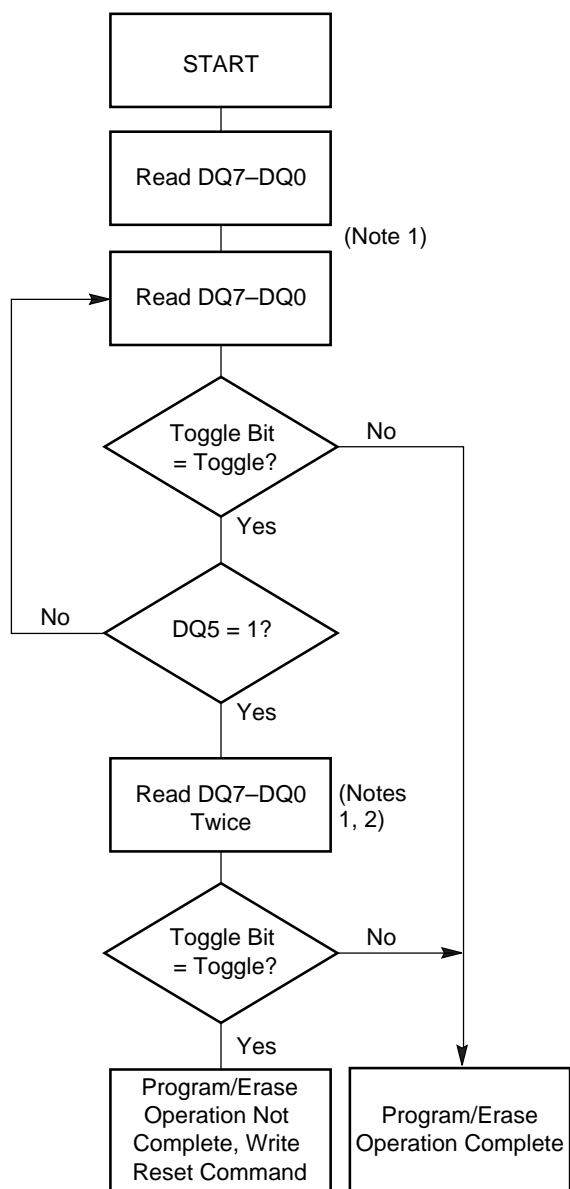 START
Read DQ7–DQ0
(Note 1)
Read DQ7–DQ0
Toggle Bit
= Toggle?
No
Yes
No
DQ5 = 1?
Yes
Read DQ7–DQ0
Twice
(Notes
1, 2)
Toggle Bit
= Toggle?
No
Yes
Program/Erase
Operation Not
Complete, Write
Reset Command
Program/Erase
Operation Complete